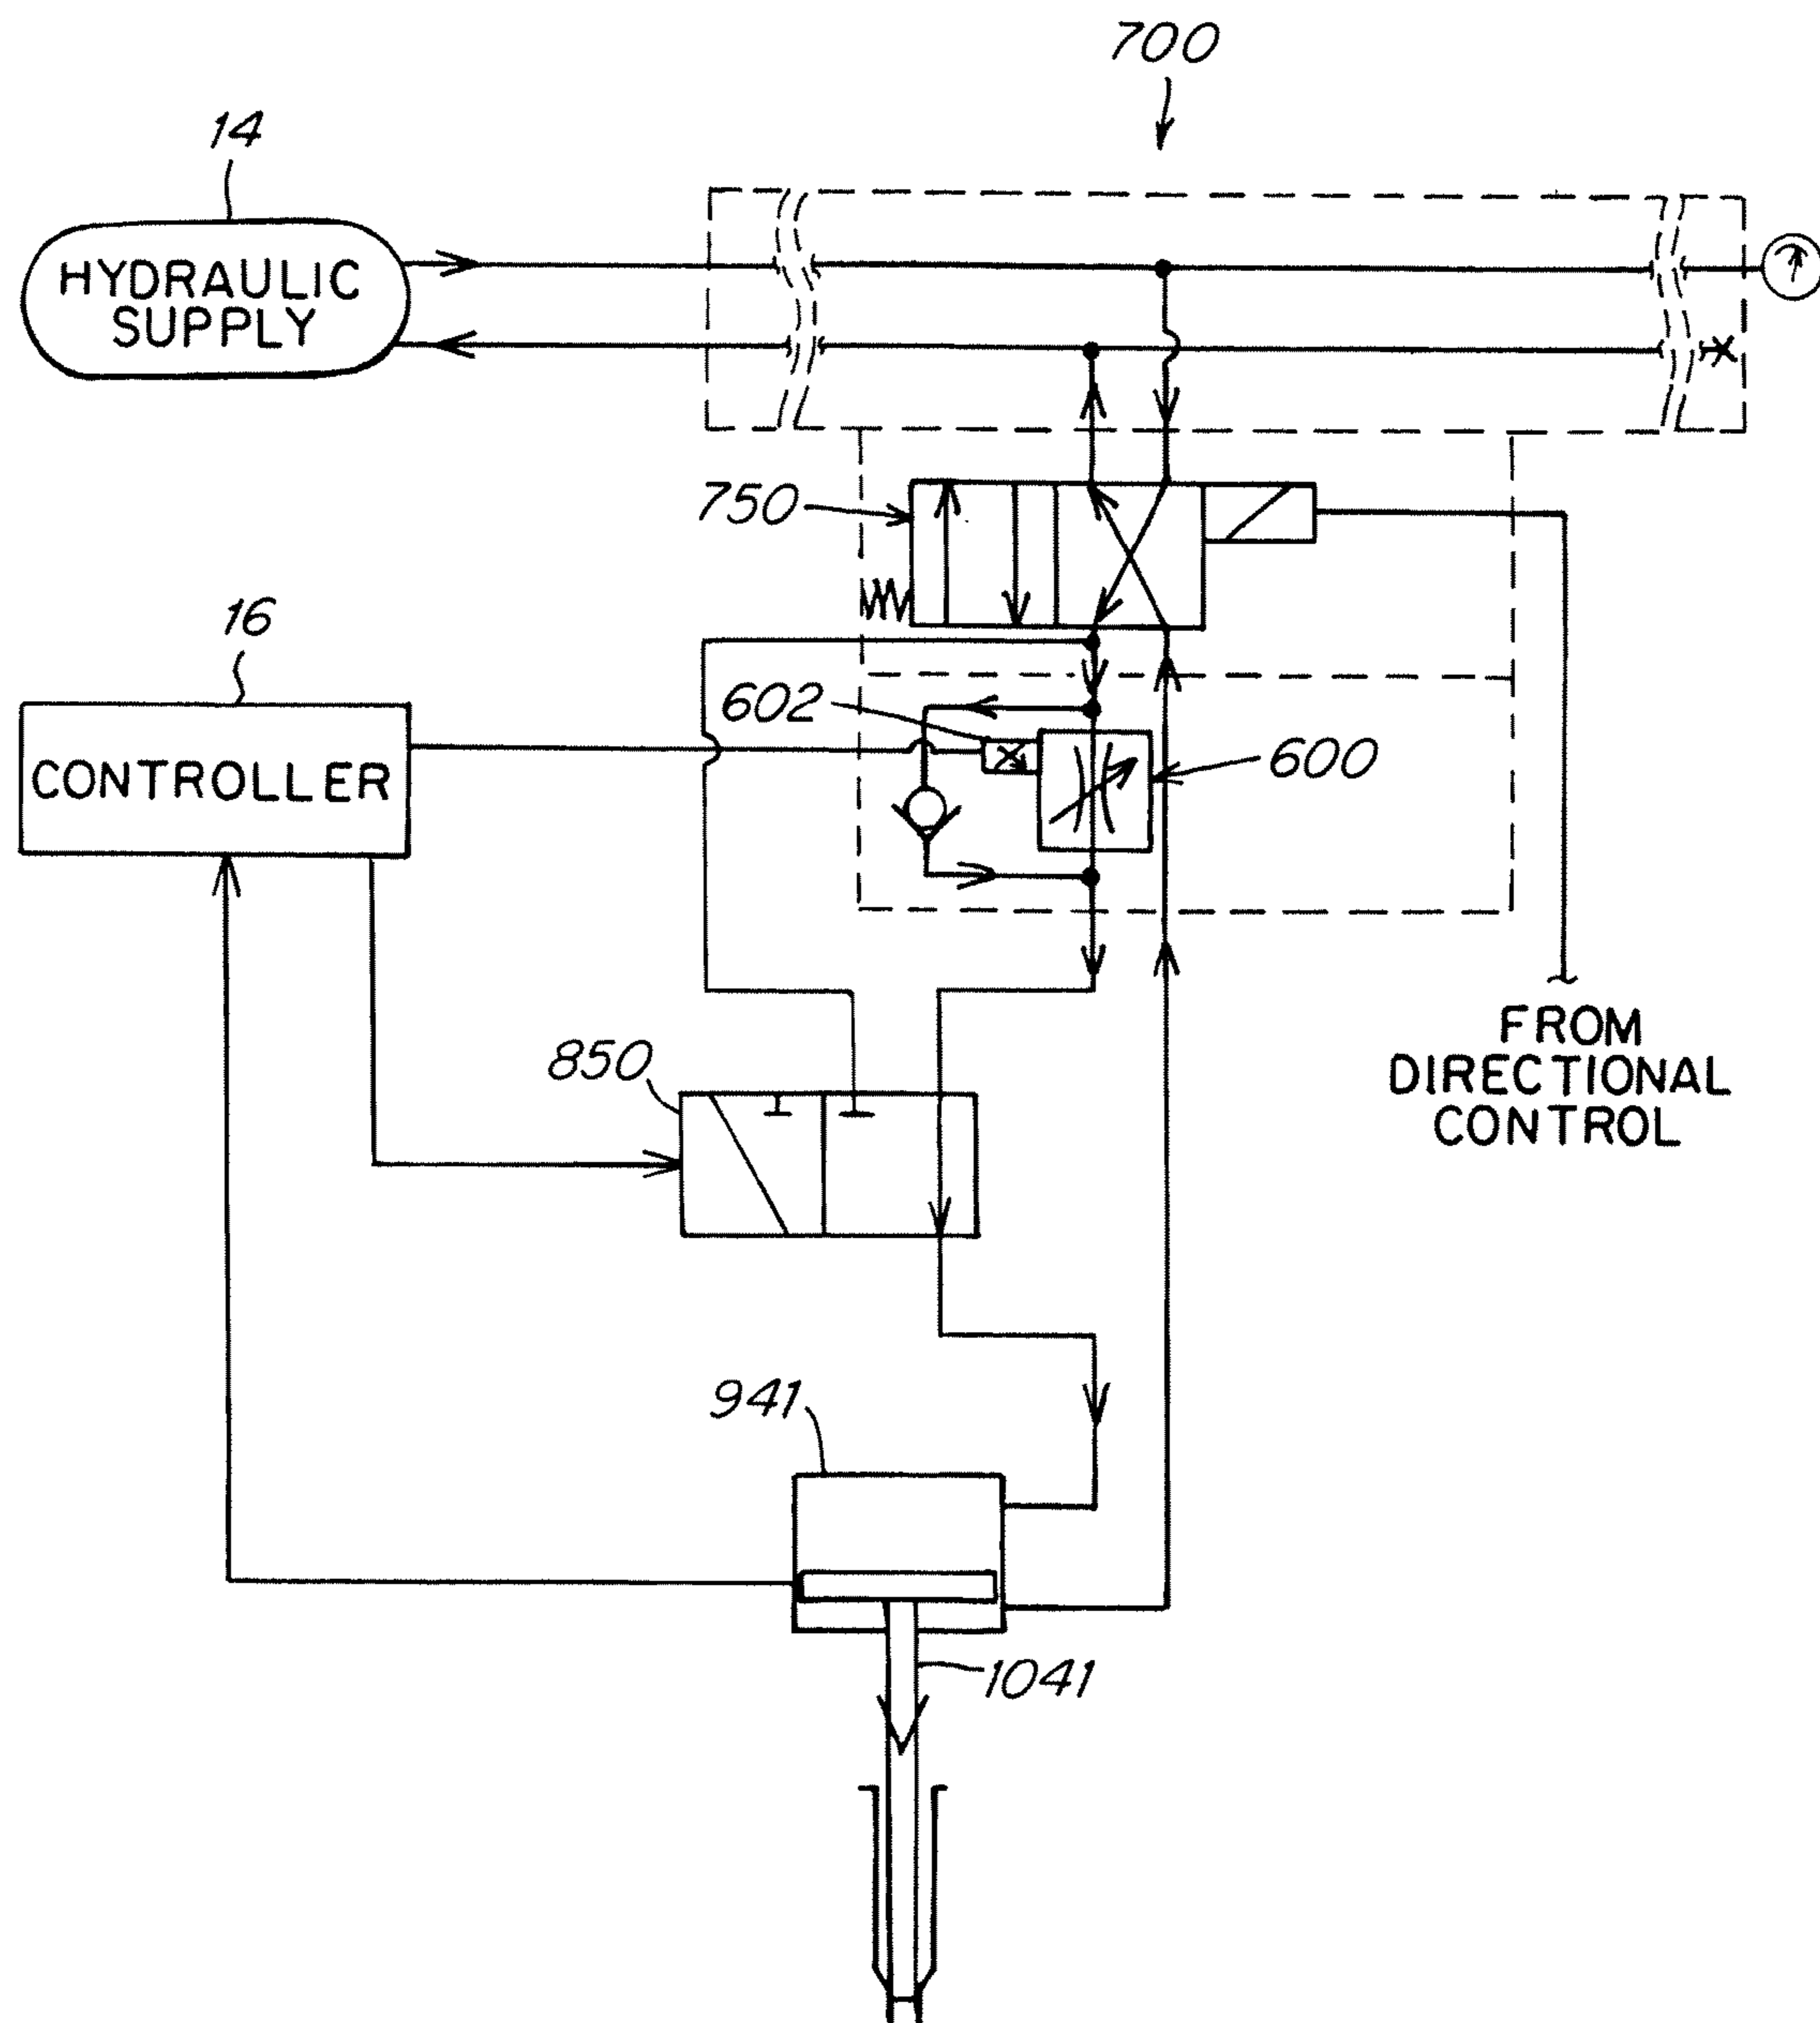 700
14
HYDRAULIC
SUPPLY
750
16
602
CONTROLLER
600
FROM
DIRECTIONAL
CONTROL
850
941
1041